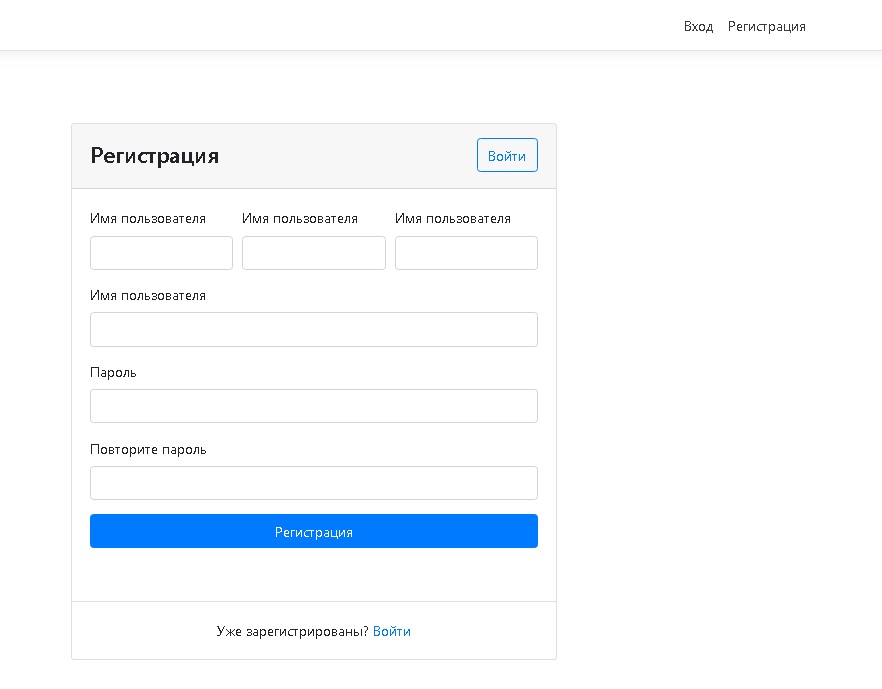 Вход Регистрация
Регистрация Войти
Имя пользователя Имя пользователя Имя пользователя
Имя пользователя
Пароль
Повторите пароль
Регистрация
Уже зарегистрированы? Войти